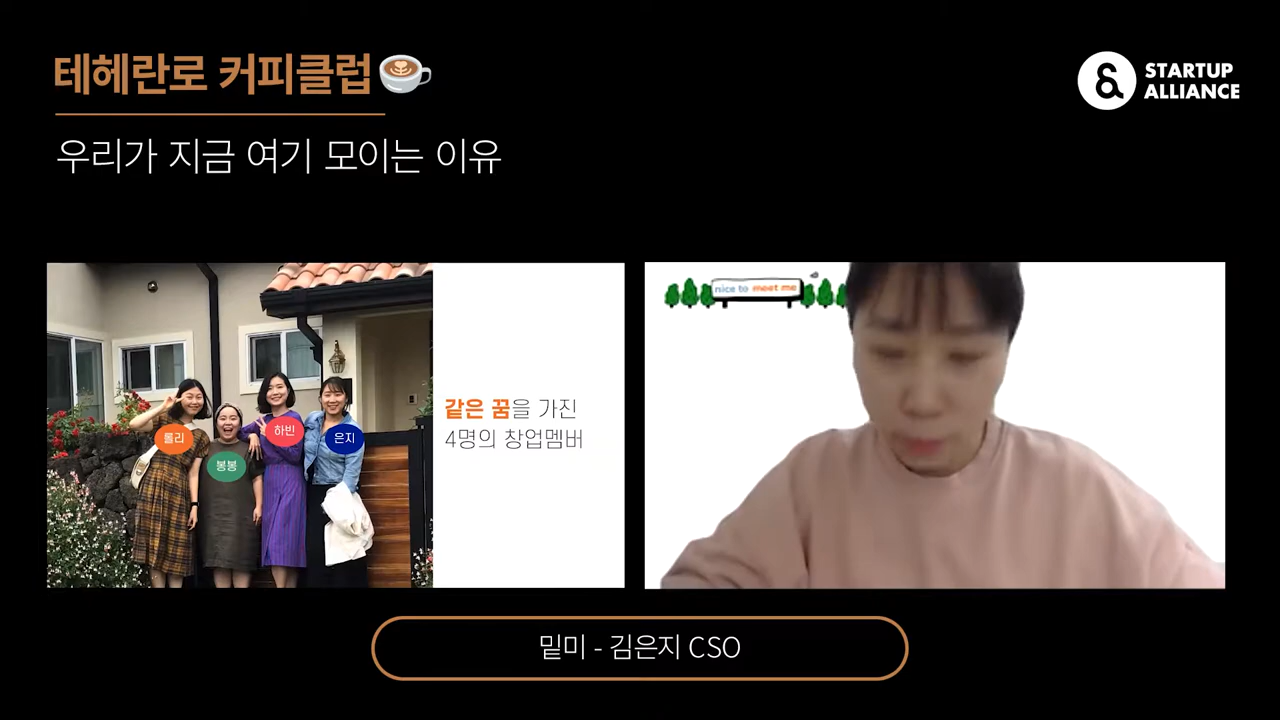 테헤란로 커피클럽
STARTUP
ALLIANCE
우리가 지금 여기 모이는 이유
룰리
봉봉
하빈
은지
같은 꿈을 가진
4명의 창업멤버
nice to meet me
밑미 - 김은지 CSO